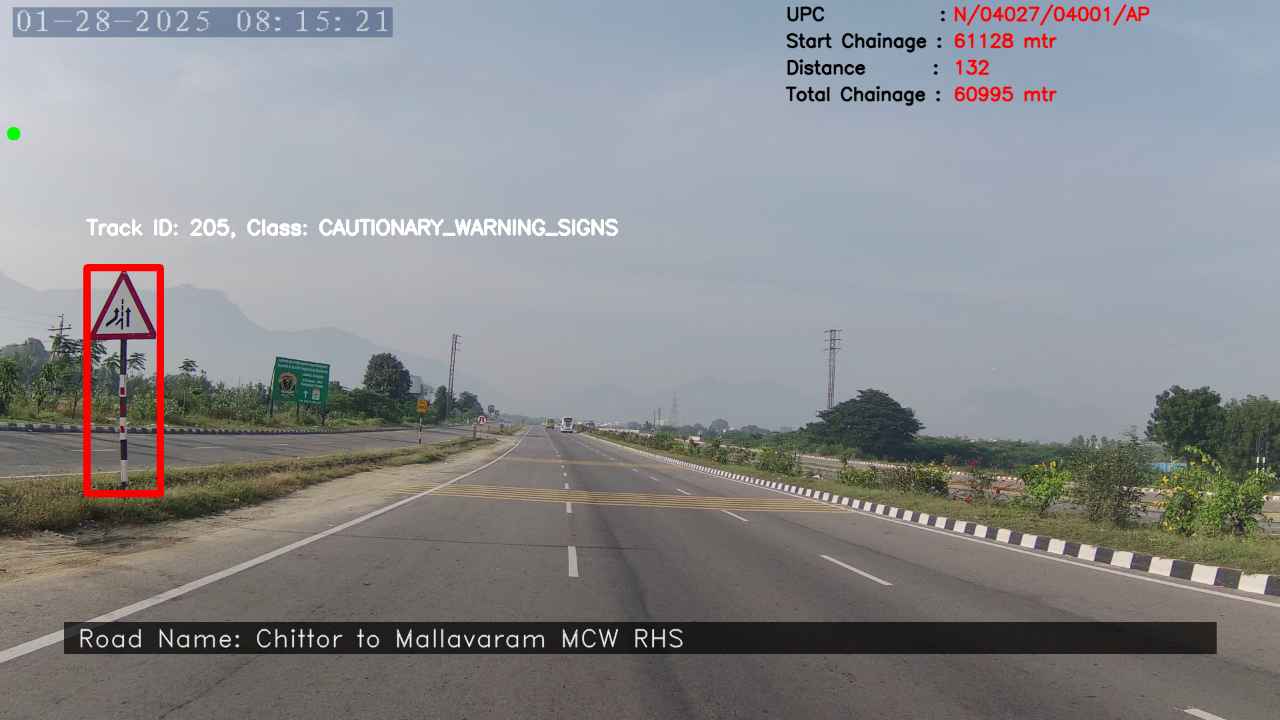 01-28-2025 08:15:21
UPC : N/04027/04001/AP
Start Chainage : 61128 mtr
Distance : 132
Total Chainage : 60995 mtr
Track ID: 205, Class: CAUTIONARY_WARNING_SIGNS
Road Name: Chittor to Mallavaram MCW RHS